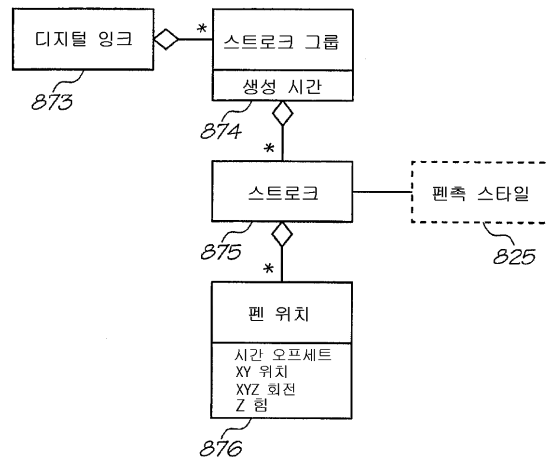 디지털 잉크
873
*
스트로크 그룹
생성 시간
874
*
스트로크
875
펜촉 스타일
825
*
펜 위치
시간 오프세트
XY 위치
XYZ 회전
Z 힘
876